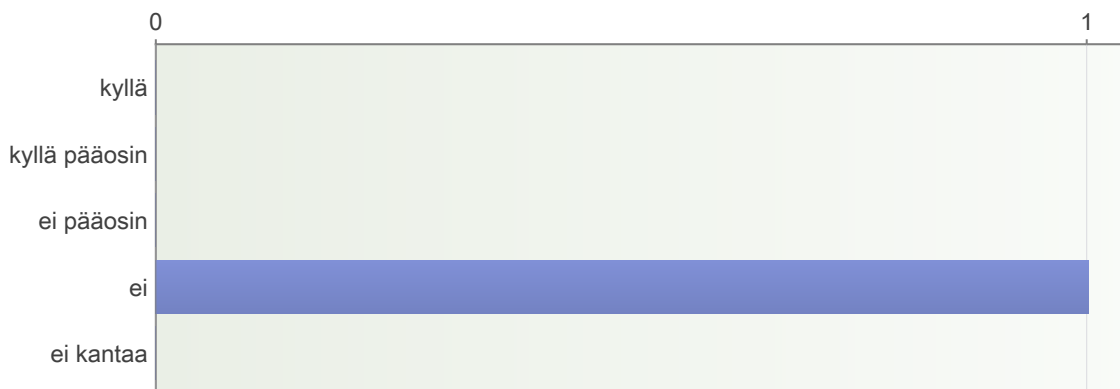 0 1
kyllä
kyllä pääosin
ei pääosin
ei
ei kantaa